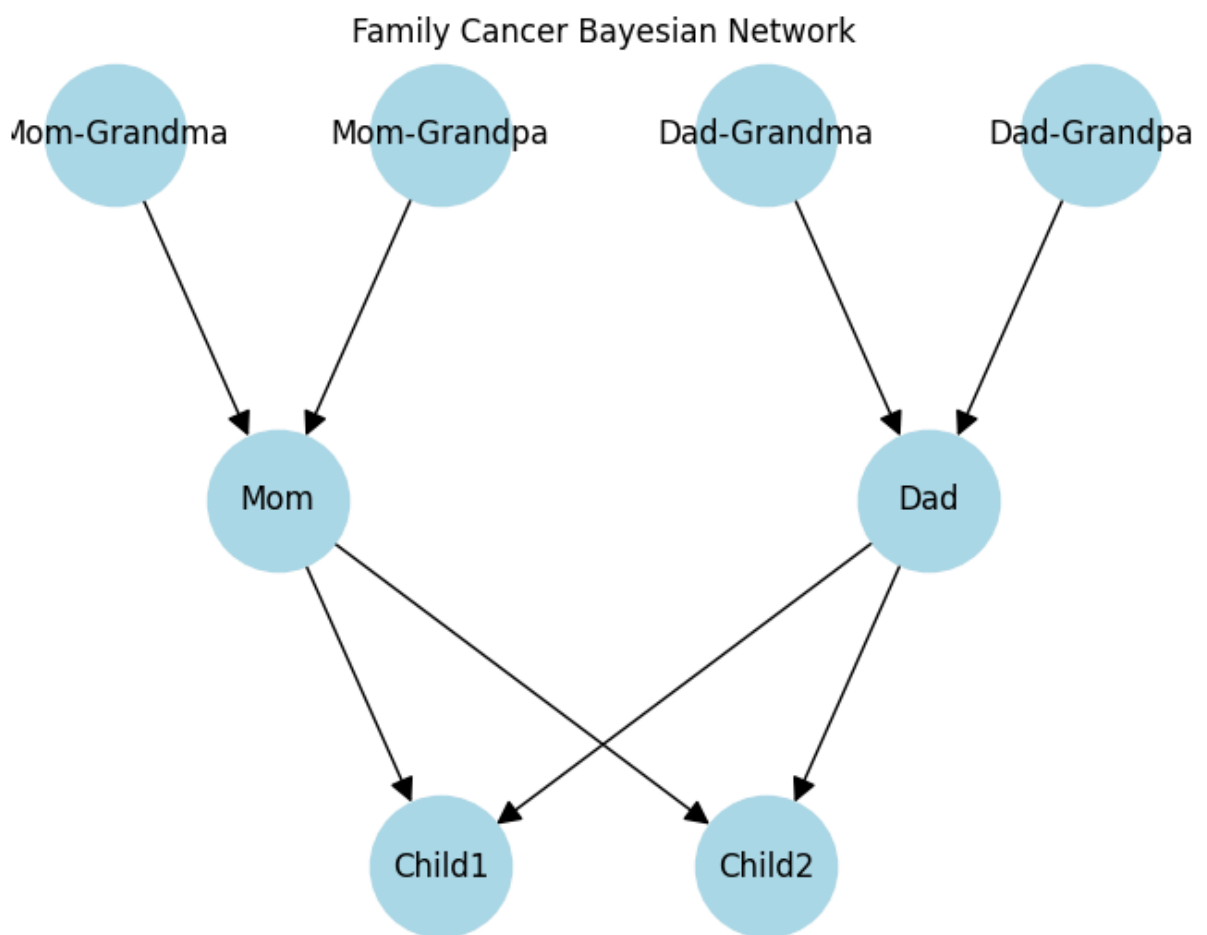 Family Cancer Bayesian Network
Mom-Grandma
Mom-Grandpa
Dad-Grandma
Dad-Grandpa
Mom
Dad
Child1
Child2